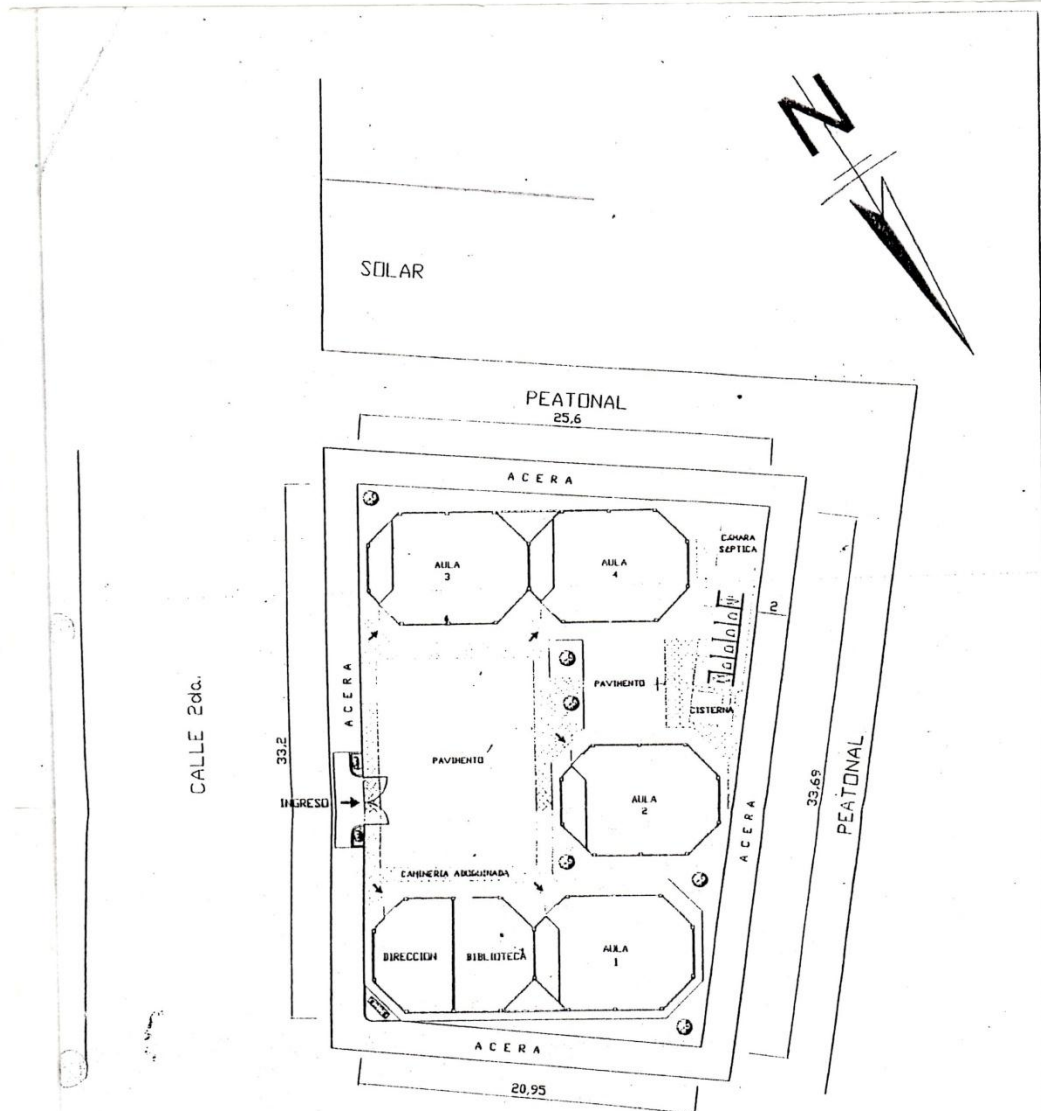 N
SOLAR
PEATONAL
25,6
ACERA
CAMARA
SEPTICA
AULA
3
AULA
4
2
ACERA
CALLE 2da.
33.2
PAVIMENTO
CISTERNA
PAVIMENTO
INGRESO
AULA
2
ACERA
33,69
PEATONAL
CAMINERIA ADOQUINADA
DIRECCION
BIBLIOTECA
AULA
1
ACERA
20,95